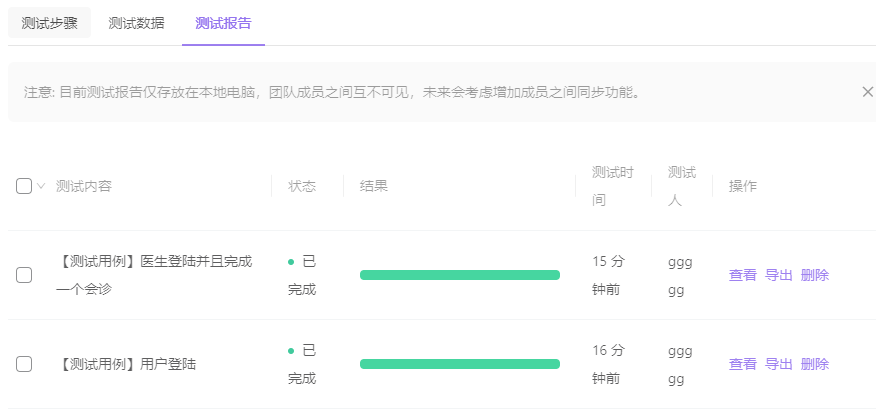 测试步骤 测试数据 测试报告
注意: 目前测试报告仅存放在本地电脑，团队成员之间互不可见，未来会考虑增加成员之间同步功能。
测试内容 状态 结果 测试时 测试 操作
间 人
【测试用例】医生登陆并且完成 已 15 分 ggg
查看 导出 删除
一个会诊 完成 钟前 gg
【测试用例】用户登陆 已 16 分 ggg
查看 导出 删除
完成 钟前 gg